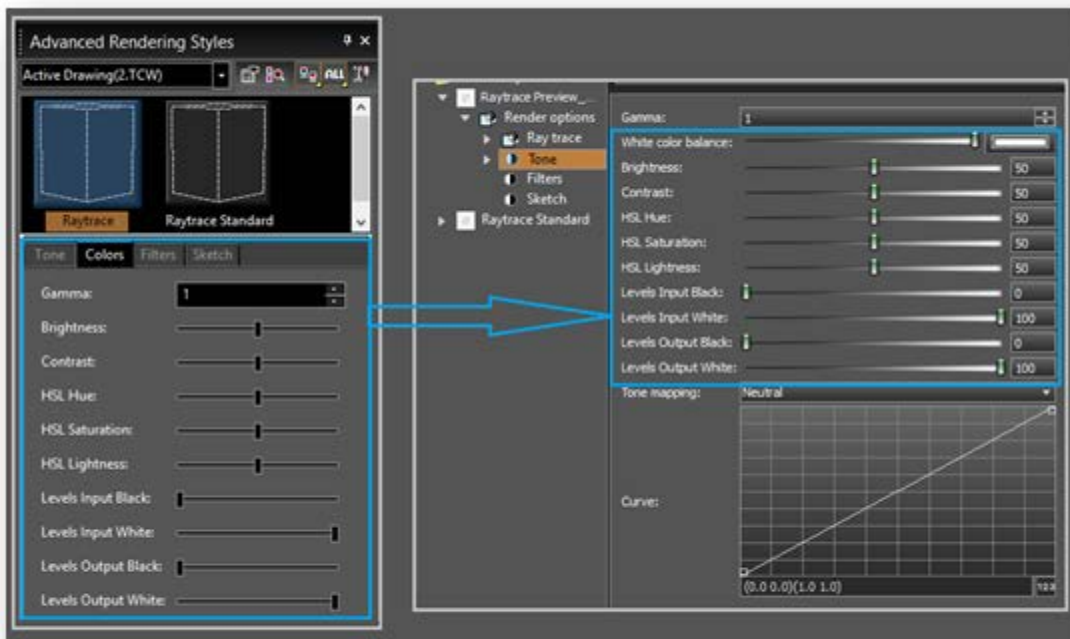 Advanced Rendering Styles
Active Drawing(2.TCW)
ALL
Raytrace
Raytrace Standard
Tone Colors Filters Sketch
Gamma: 1
Brightness:
Contrast:
HSL Hue:
HSL Saturation:
HSL Lightness:
Levels Input Black:
Levels Input White:
Levels Output Black:
Levels Output White:
Raytrace Preview_...
Render options
Ray trace
Tone
Filters
Sketch
Raytrace Standard
Gamma: 1
White color balance:
Brightness: 50
Contrast: 50
HSL Hue: 50
HSL Saturation: 50
HSL Lightness: 50
Levels Input Black: 0
Levels Input White: 100
Levels Output Black: 0
Levels Output White: 100
Tone mapping: Neutral
Curve:
(0.0 0.0)(1.0 1.0)